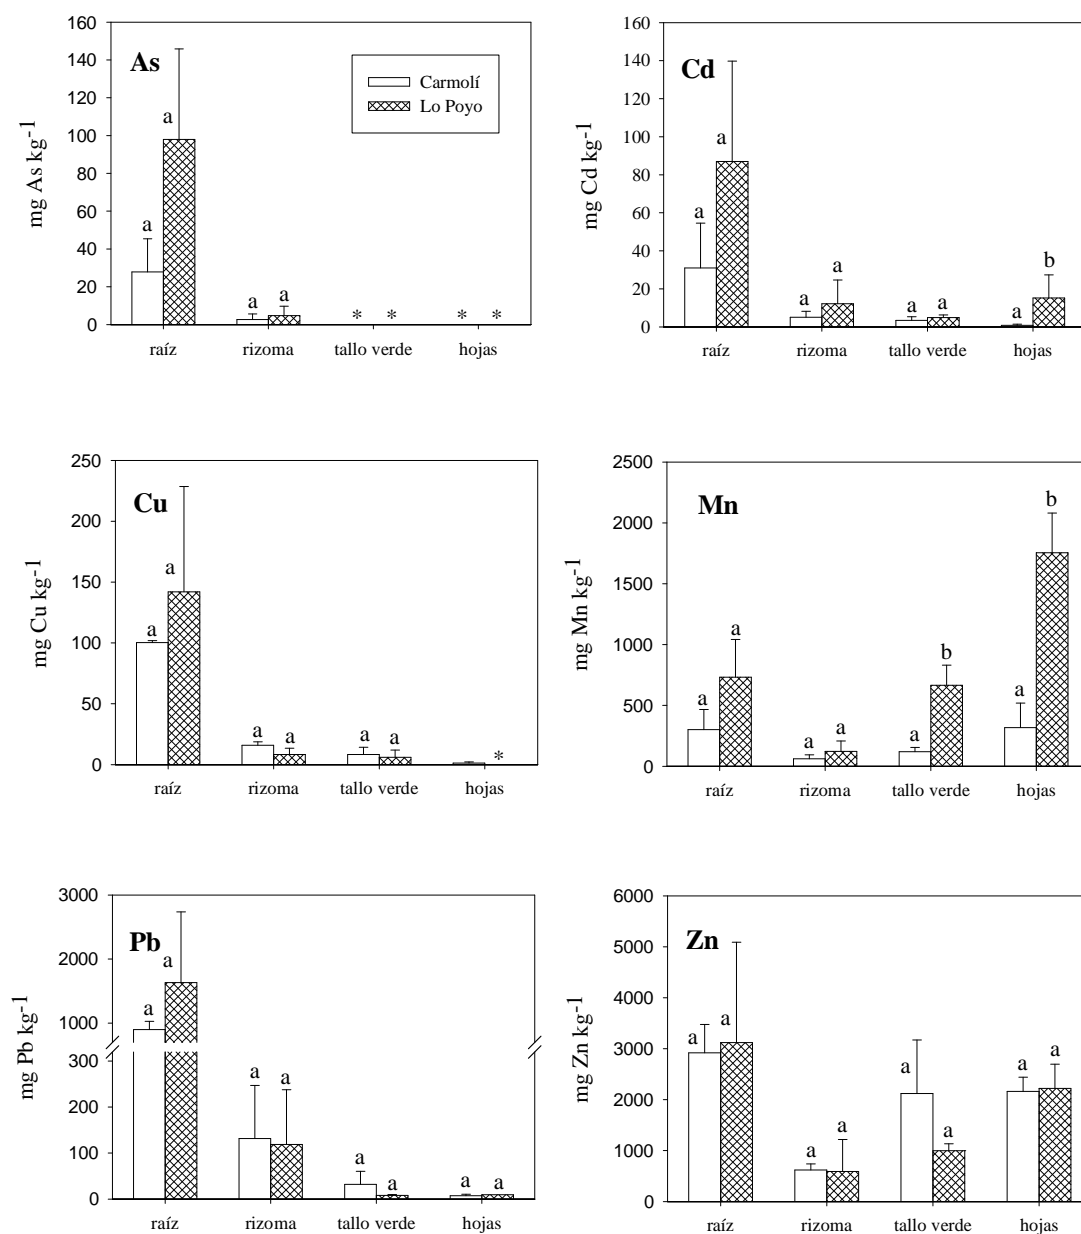 As
Carmolí
Lo Poyo
mg As kg-1
160
140
120
100
80
60
40
20
0
a
a
a
a
*
*
*
*
raíz
rizoma
tallo verde
hojas
Cd
mg Cd kg-1
160
140
120
100
80
60
40
20
0
a
a
a
a
a
a
a
b
raíz
rizoma
tallo verde
hojas
Cu
mg Cu kg-1
250
200
150
100
50
0
a
a
a
a
a
a
*
raíz
rizoma
tallo verde
hojas
Mn
mg Mn kg-1
2500
2000
1500
1000
500
0
a
a
a
a
a
b
a
b
raíz
rizoma
tallo verde
hojas
Pb
mg Pb kg-1
3000
2000
1000
300
200
100
0
a
a
a
a
a
a
a
a
raíz
rizoma
tallo verde
hojas
Zn
mg Zn kg-1
6000
5000
4000
3000
2000
1000
0
a
a
a
a
a
a
a
a
raíz
rizoma
tallo verde
hojas